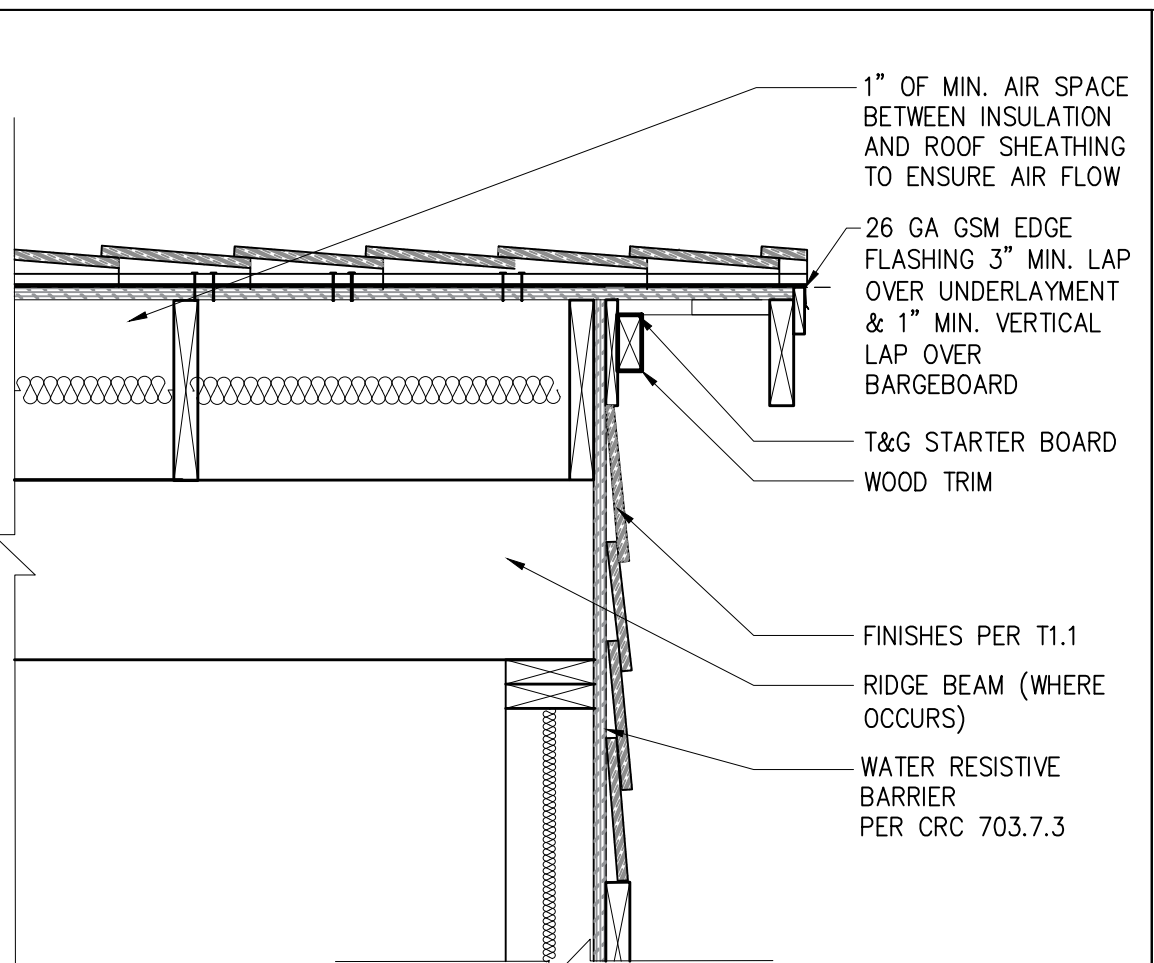 1” OF MIN. AIR SPACE
BETWEEN INSULATION
AND ROOF SHEATHING
TO ENSURE AIR FLOW
26 GA GSM EDGE
FLASHING 3” MIN. LAP
OVER UNDERLAYMENT
& 1” MIN. VERTICAL
LAP OVER
BARGEBOARD
T&G STARTER BOARD
WOOD TRIM
FINISHES PER T1.1
RIDGE BEAM (WHERE
OCCURS)
WATER RESISTIVE
BARRIER
PER CRC 703.7.3